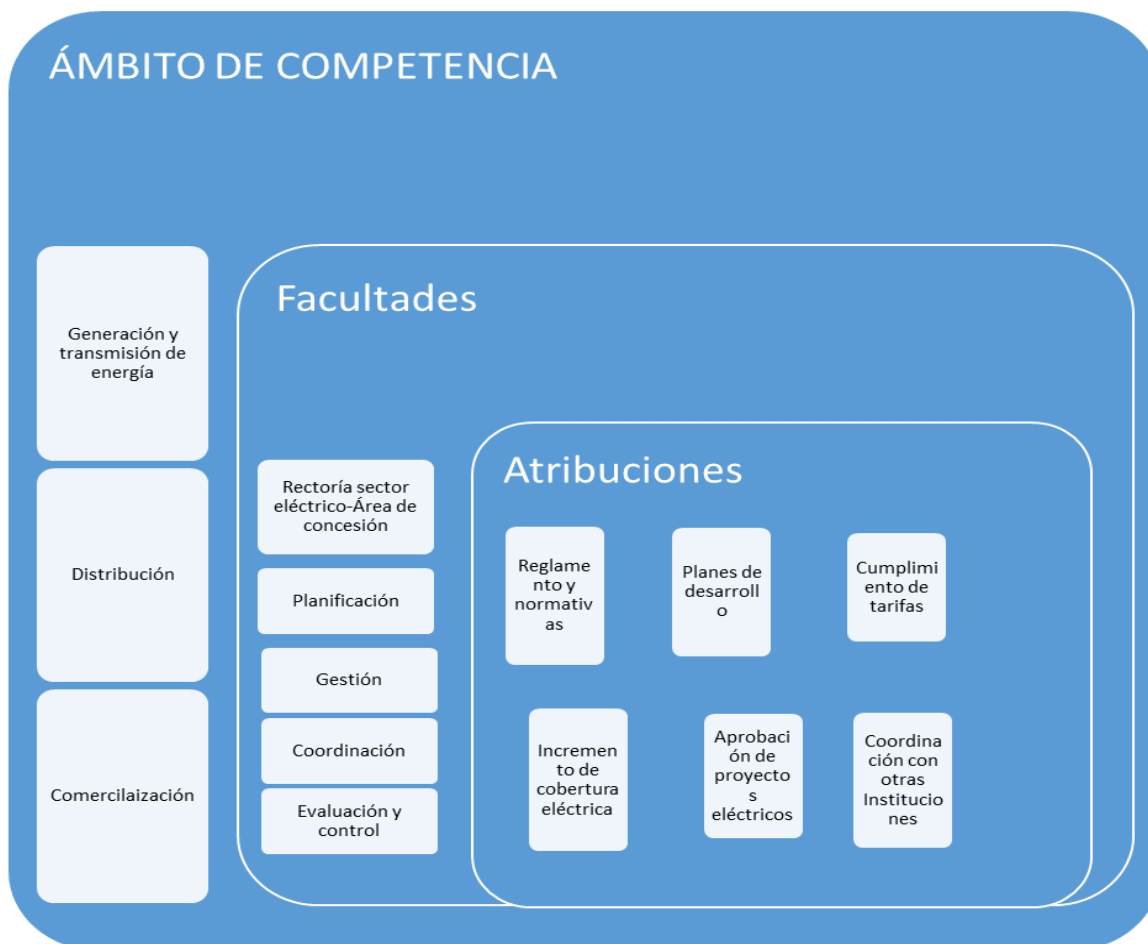 ÁMBITO DE COMPETENCIA
Generación y
transmisión de
energía
Distribución
Comercilaización
Facultades
Rectoría sector
eléctrico-Área de
concesión
Planificación
Gestión
Coordinación
Evaluación y
control
Atribuciones
Reglame
nto y
normativ
as
Planes de
desarroll
o
Cumplimi
ento de
tarifas
Increme
nto de
cobertura
eléctrica
Aprobaci
ón de
proyecto
s
eléctricos
Coordina
ción con
otras
Institucio
nes